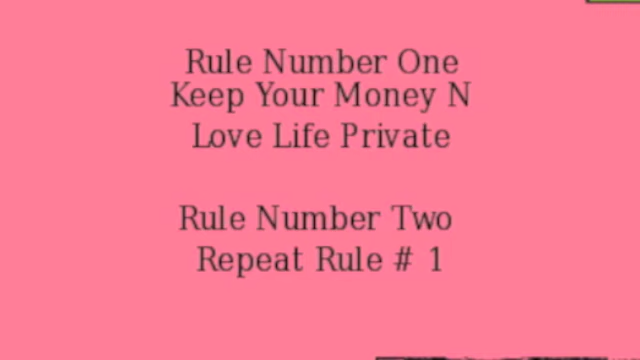 Rule Number One
Keep Your Money N
Love Life Private
Rule Number Two
Repeat Rule # 1